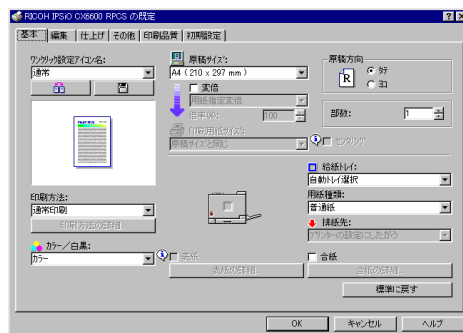 RICOH IPSiO CX6600 RPCS の既定
基本 編集 仕上げ その他 印刷品質 初期設定
ワンクリック設定アイコン名:
通常
原稿サイズ:
A4 (210 x 297 mm)
変倍
用紙指定変倍
倍率(%): 100
印刷用紙サイズ:
原稿サイズと同じ
原稿方向
タテ
ヨコ
部数: 1
センタリング
印刷方法:
通常印刷
印刷方法の詳細...
カラー/白黒:
カラー
表紙
表紙の詳細...
給紙トレイ:
自動トレイ選択
用紙種類:
普通紙
排紙先:
プリンターの設定にしたがう
合紙
合紙の詳細...
標準に戻す
OK キャンセル ヘルプ